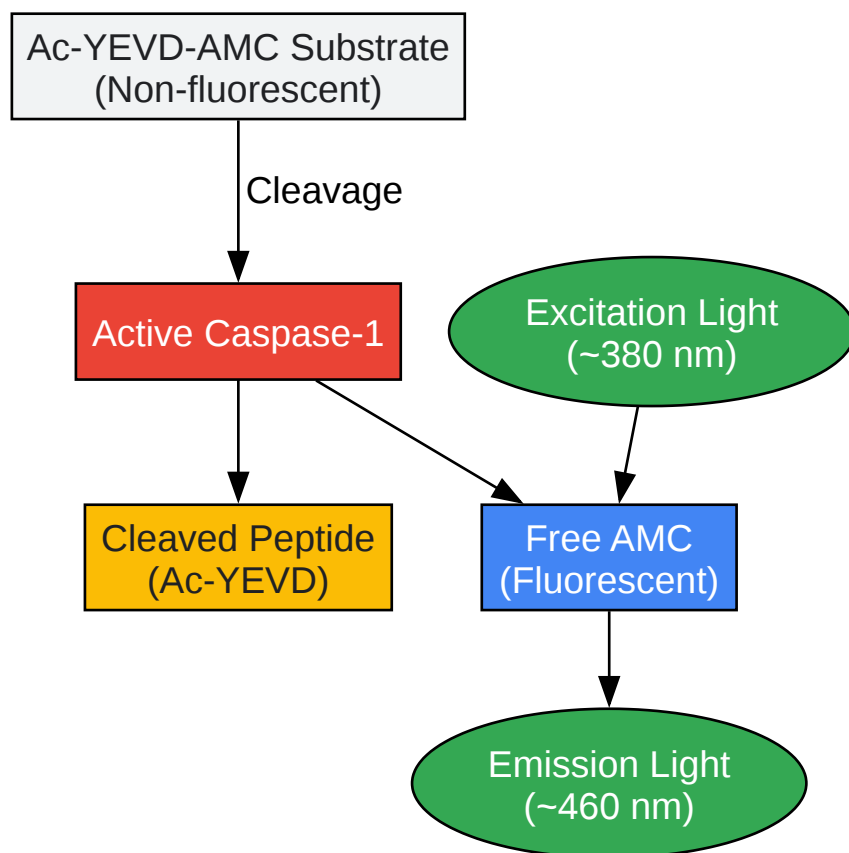 Ac-YEVD-AMC Substrate
(Non-fluorescent)
Cleavage
Active Caspase-1
Excitation Light
(~380 nm)
Cleaved Peptide
(Ac-YEVD)
Free AMC
(Fluorescent)
Emission Light
(~460 nm)